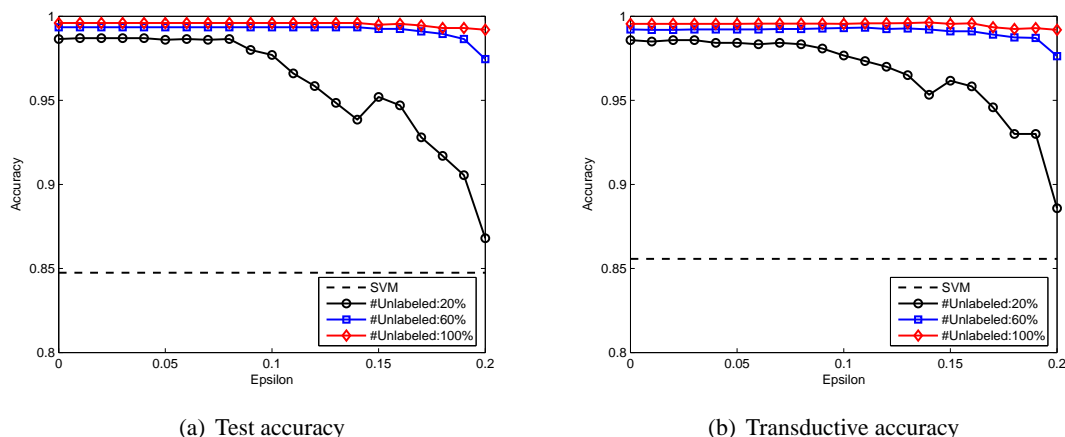 1
0.95
0.9
0.85
0.8
Accuracy
0
0.05
0.1
0.15
0.2
Epsilon
SVM
#Unlabeled:20%
#Unlabeled:60%
#Unlabeled:100%
(a) Test accuracy
1
0.95
0.9
0.85
0.8
Accuracy
0
0.05
0.1
0.15
0.2
Epsilon
SVM
#Unlabeled:20%
#Unlabeled:60%
#Unlabeled:100%
(b) Transductive accuracy